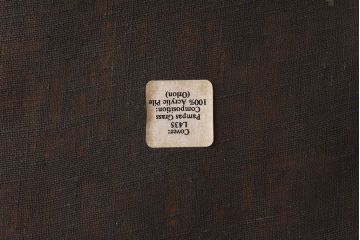 Cover:
L435
Pampas Grass
Composition:
100% Acrylic Pile
(Orlon)